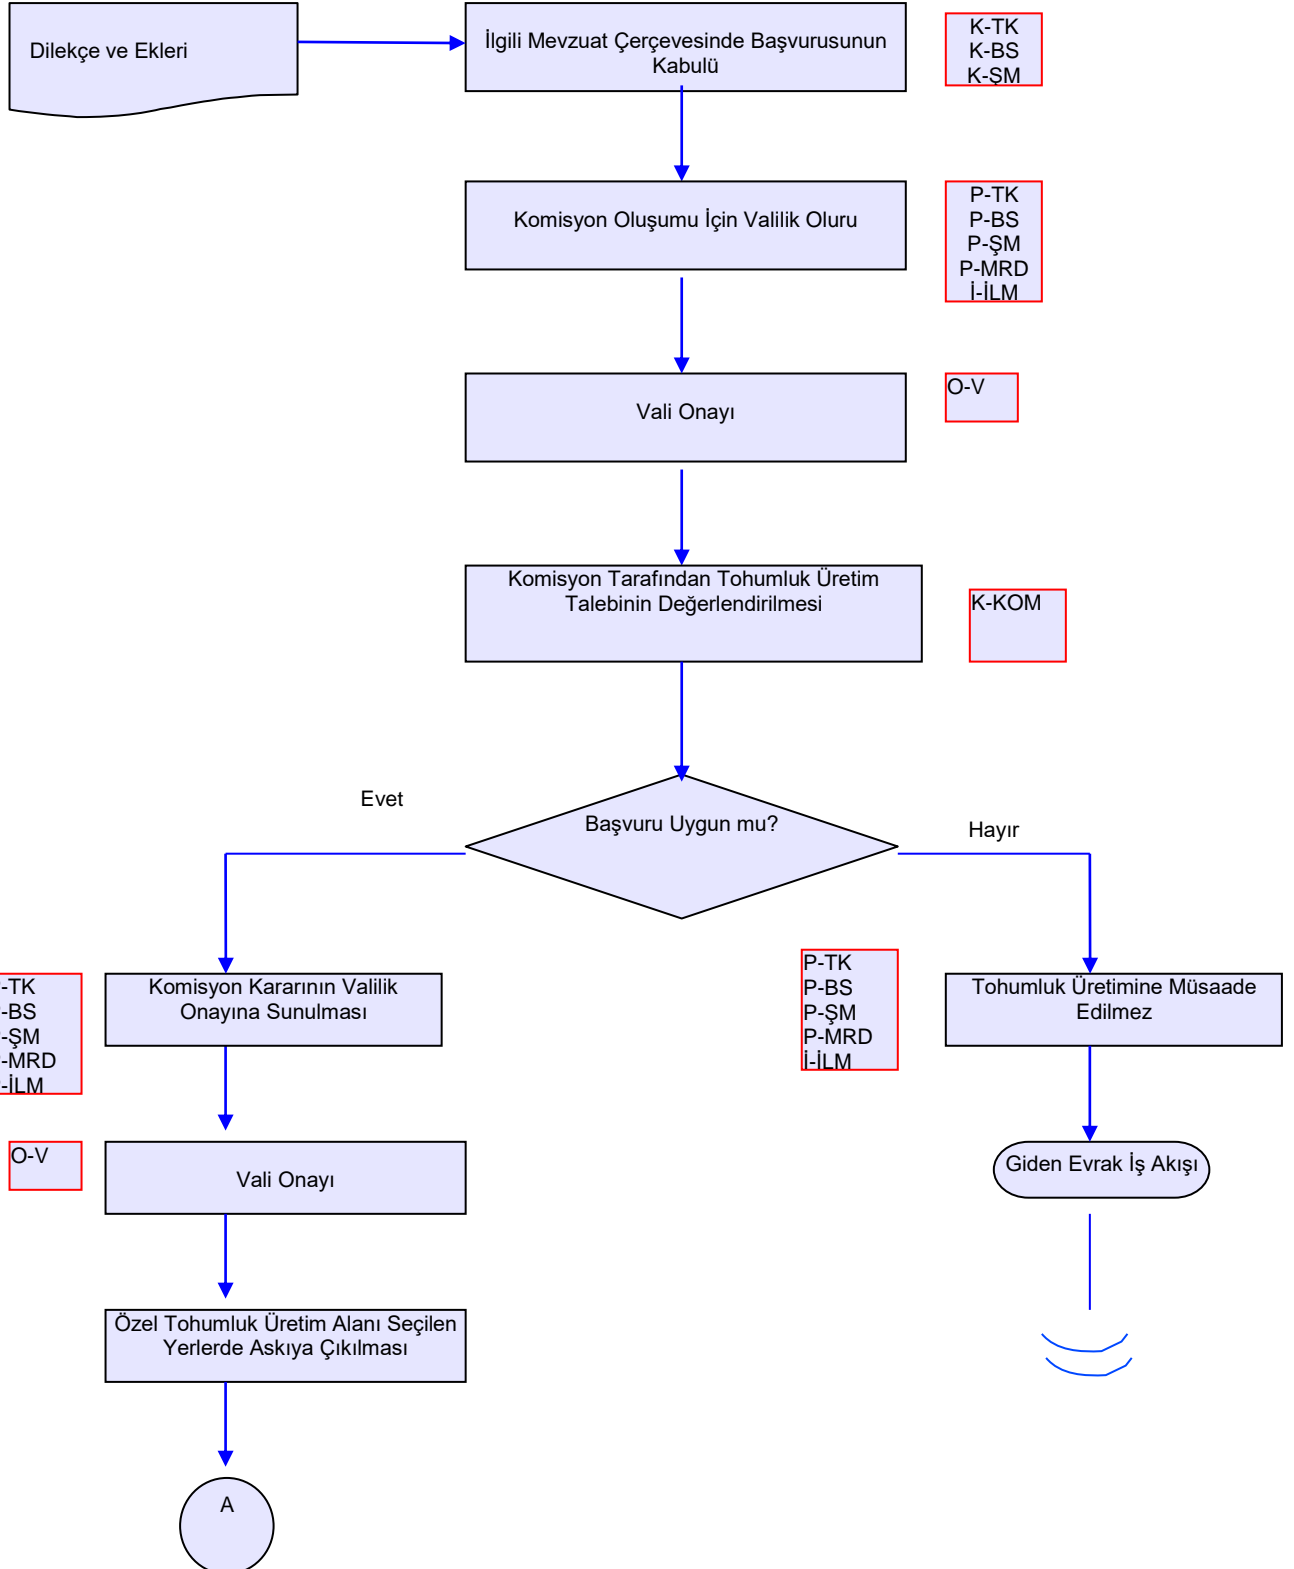 Dilekçe ve Ekleri
İlgili Mevzuat Çerçevesinde Başvurusunun
Kabulü
K-TK
K-BS
K-ŞM
Komisyon Oluşumu İçin Valilik Oluru
P-TK
P-BS
P-ŞM
P-MRD
İ-İLM
Vali Onayı
O-V
Komisyon Tarafından Tohumluk Üretim
Talebinin Değerlendirilmesi
K-KOM
Evet
Başvuru Uygun mu?
Hayır
-TK
-BS
-ŞM
-MRD
-İLM
Komisyon Kararının Valilik
Onayına Sunulması
P-TK
P-BS
P-ŞM
P-MRD
İ-İLM
Tohumluk Üretimine Müsaade
Edilmez
O-V
Vali Onayı
Giden Evrak İş Akışı
Özel Tohumluk Üretim Alanı Seçilen
Yerlerde Askıya Çıkılması
A